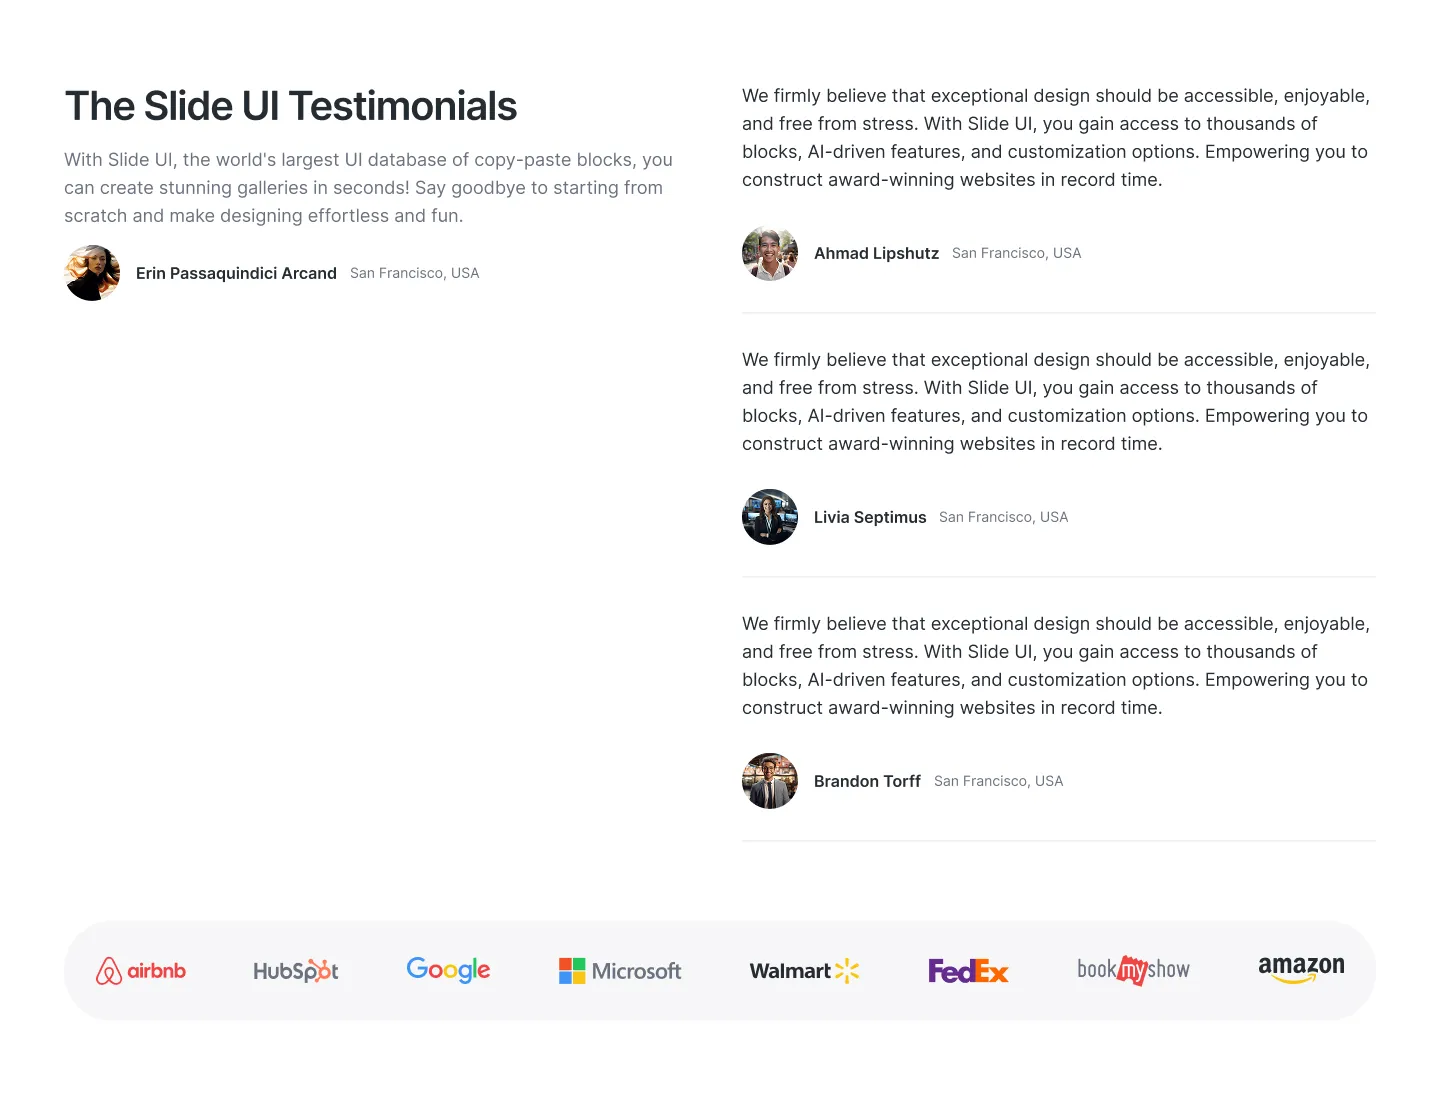 The Slide UI Testimonials
With Slide UI, the world's largest UI database of copy-paste blocks, you
can create stunning galleries in seconds! Say goodbye to starting from
scratch and make designing effortless and fun.
Erin Passaquindici Arcand San Francisco, USA
We firmly believe that exceptional design should be accessible, enjoyable,
and free from stress. With Slide UI, you gain access to thousands of
blocks, AI-driven features, and customization options. Empowering you to
construct award-winning websites in record time.
Ahmad Lipshutz San Francisco, USA
We firmly believe that exceptional design should be accessible, enjoyable,
and free from stress. With Slide UI, you gain access to thousands of
blocks, AI-driven features, and customization options. Empowering you to
construct award-winning websites in record time.
Livia Septimus San Francisco, USA
We firmly believe that exceptional design should be accessible, enjoyable,
and free from stress. With Slide UI, you gain access to thousands of
blocks, AI-driven features, and customization options. Empowering you to
construct award-winning websites in record time.
Brandon Torff San Francisco, USA
airbnb HubSpot Google Microsoft Walmart FedEx bookmyshow amazon